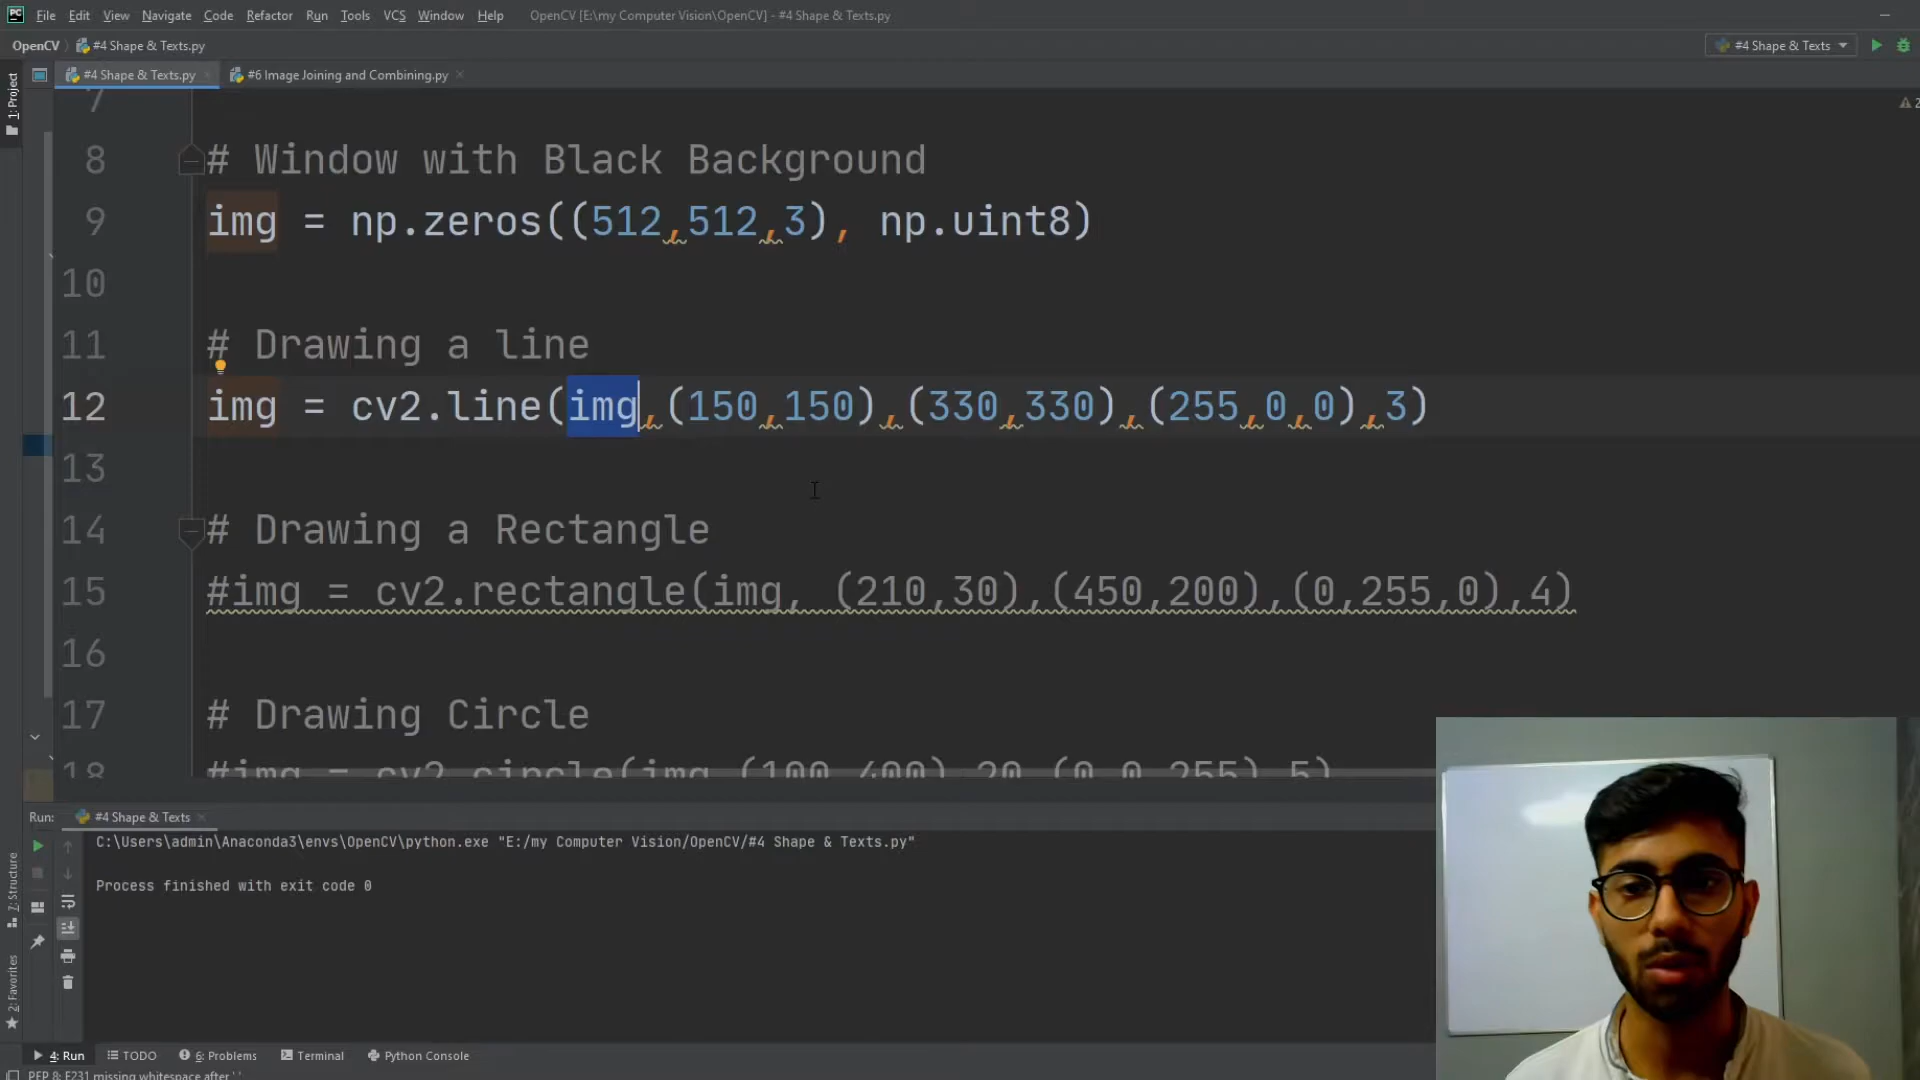 PC File Edit View Navigate Code Refactor Run Tools VCS Window Help OpenCV [E:\my Computer Vision\OpenCV] - #4 Shape & Texts.py
OpenCV #4 Shape & Texts.py #4 Shape & Texts
#4 Shape & Texts.py #6 Image Joining and Combining.py
1: Project
7
8 # Window with Black Background
9 img = np.zeros((512,512,3), np.uint8)
10
11 # Drawing a line
12 img = cv2.line(img,(150,150),(330,330),(255,0,0),3)
13
14 # Drawing a Rectangle
15 #img = cv2.rectangle(img, (210,30),(450,200),(0,255,0),4)
16
17 # Drawing Circle
18 #img = cv2.circle(img,(100,400),20,(0,0,255),5)
Run: #4 Shape & Texts
C:\Users\admin\Anaconda3\envs\OpenCV\python.exe "E:/my Computer Vision/OpenCV/#4 Shape & Texts.py"
Process finished with exit code 0
7: Structure
2: Favorites
4: Run TODO 6: Problems Terminal Python Console
PEP 8: E231 missing whitespace after ','